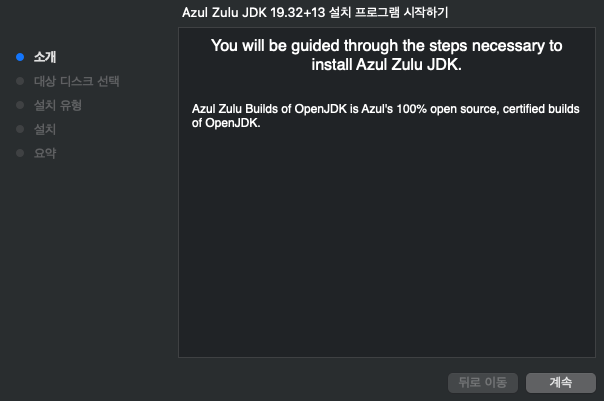 Azul Zulu JDK 19.32+13 설치 프로그램 시작하기
소개
대상 디스크 선택
설치 유형
설치
요약
You will be guided through the steps necessary to
install Azul Zulu JDK.
Azul Zulu Builds of OpenJDK is Azul's 100% open source, certified builds
of OpenJDK.
뒤로 이동
계속